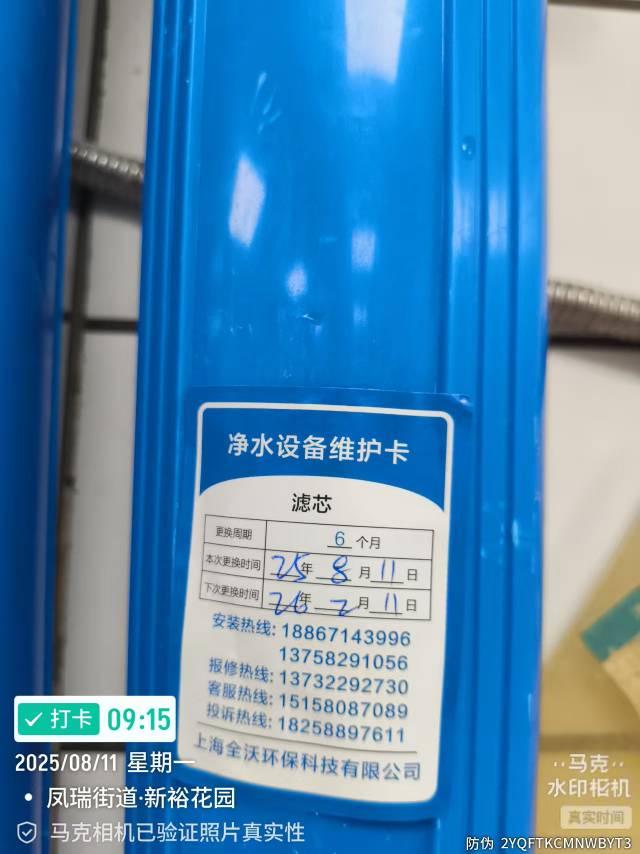 净水设备维护卡
滤芯
更换周期 6 个月
本次更换时间 25年 8 月 11 日
下次更换时间 26年 2 月 11 日
安装热线: 18867143996
13758291056
报修热线: 13732292730
客服热线: 15158087089
投诉热线: 18258897611
上海全沃环保科技有限公司
打卡 09:15
2025/08/11 星期一
凤瑞街道·新裕花园
马克相机已验证照片真实性
马克
水印相机
真实时间
防伪 2YQFTKCMNWBYT3